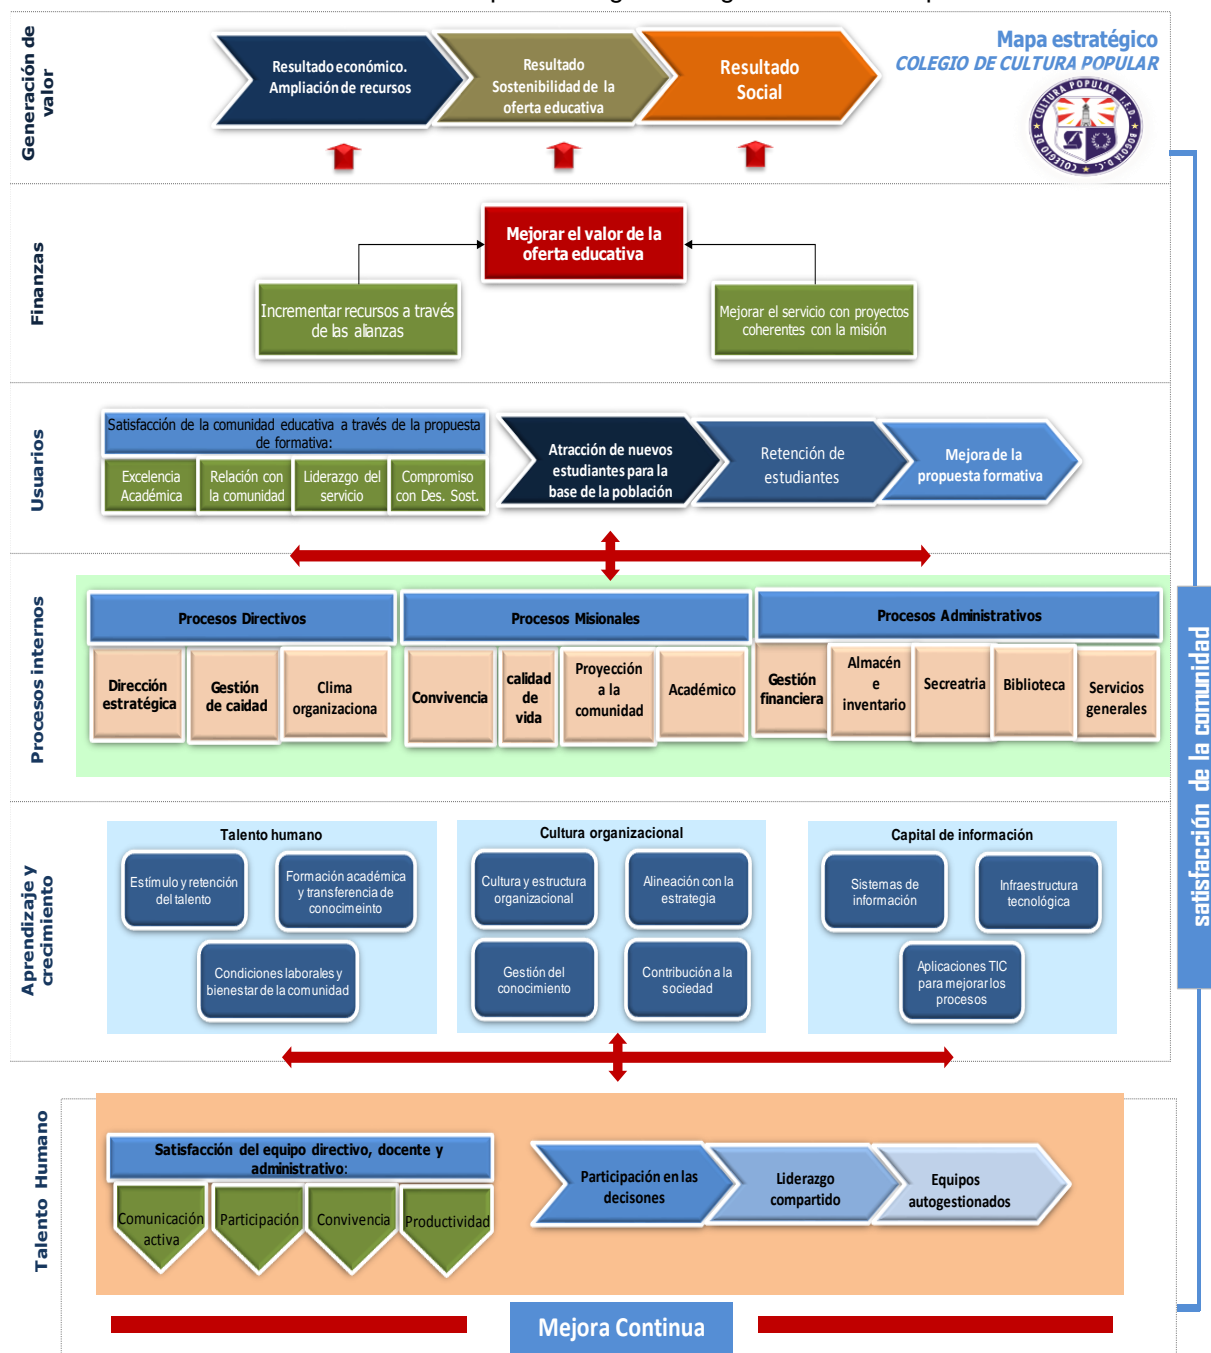 Mapa estratégico
COLEGIO DE CULTURA POPULAR
COLEGIO DE CULTURA POPULAR I.E.D.
BOGOTA D.C.
Generación de
valor
Resultado económico.
Ampliación de recursos
Resultado
Sostenibilidad de la
oferta educativa
Resultado
Social
Finanzas
Mejorar el valor de la
oferta educativa
Incrementar recursos a través
de las alianzas
Mejorar el servicio con proyectos
coherentes con la misión
Usuarios
Satisfacción de la comunidad educativa a través de la propuesta
de formativa:
Excelencia
Académica
Relación con
la comunidad
Liderazgo del
servicio
Compromiso
con Des. Sost.
Atracción de nuevos
estudiantes para la
base de la población
Retención de
estudiantes
Mejora de la
propuesta formativa
Procesos internos
Procesos Directivos
Dirección
estratégica
Gestión
de caidad
Clima
organizaciona
Procesos Misionales
Convivencia
calidad
de
vida
Proyección
a la
comunidad
Académico
Procesos Administrativos
Gestión
financiera
Almacén
e
inventario
Secreatria
Biblioteca
Servicios
generales
satisfacción de la comunidad
Aprendizaje y
crecimiento
Talento humano
Estímulo y retención
del talento
Formación académica
y transferencia de
conocimeinto
Condiciones laborales y
bienestar de la comunidad
Cultura organizacional
Cultura y estructura
organizacional
Alineación con la
estrategia
Gestión del
conocimiento
Contribución a la
sociedad
Capital de información
Sistemas de
información
Infraestructura
tecnológica
Aplicaciones TIC
para mejorar los
procesos
Talento Humano
Satisfacción del equipo directivo, docente y
administrativo:
Comunicación
activa
Participación
Convivencia
Productividad
Participación en las
decisones
Liderazgo
compartido
Equipos
autogestionados
Mejora Continua